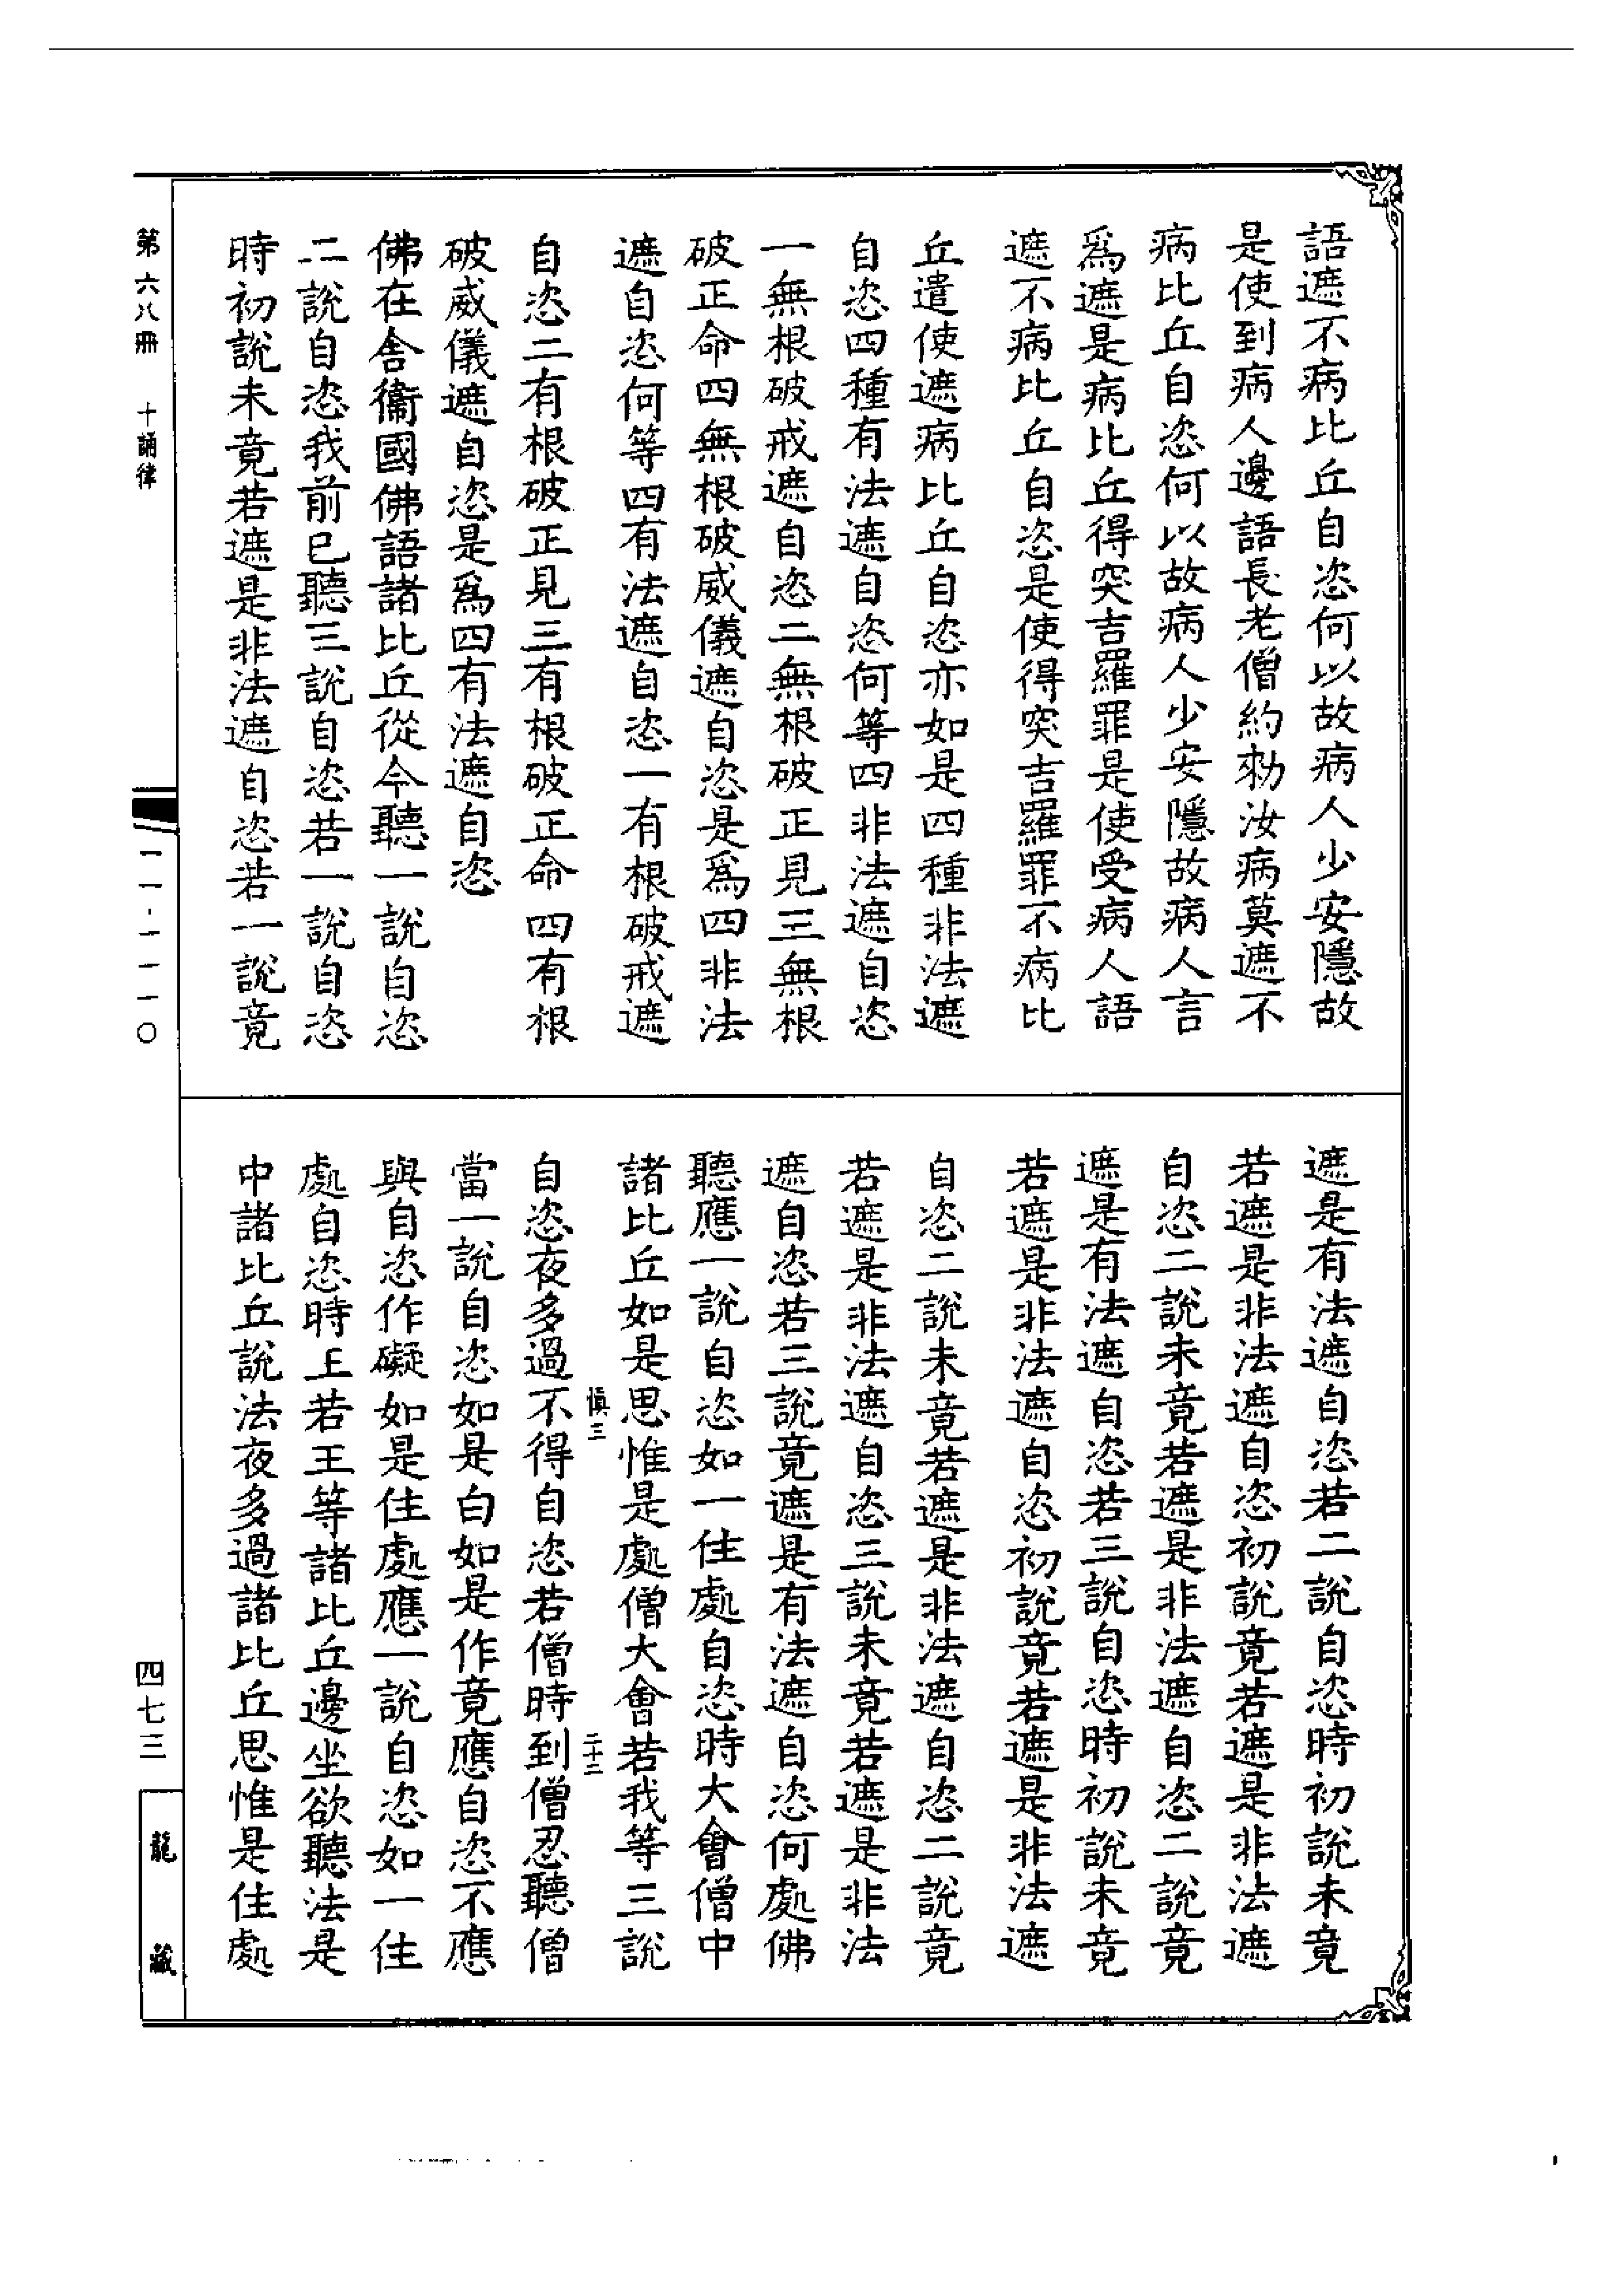 語遮不病比丘自恣何以故病人少安隱故
是使到病人邊語長老僧約勑汝病莫遮不
病比丘自恣何以故病人少安隱故病人言
爲遮是病比丘得突吉羅罪是使受病人語
遮不病比丘自恣是使得突吉羅罪不病比
丘遣使遮病比丘自恣亦如是四種非法遮
自恣四種有法遮自恣何等四非法遮自恣
一無根破戒遮自恣二無根破正見三無根
破正命四無根破威儀遮自恣是爲四非法
遮自恣何等四有法遮自恣一有根破戒遮
自恣二有根破正見三有根破正命四有根
破威儀遮自恣是爲四有法遮自恣
佛在舍衞國佛語諸比丘從今聽一說自恣
二說自恣我前已聽三說自恣若一說自恣
時初說未竟若遮是非法遮自恣若一說竟
遮是有法遮自恣若二說自恣時初說未竟
若遮是非法遮自恣初說竟若遮是非法遮
自恣二說未竟若遮是非法遮自恣二說竟
遮是有法遮自恣若三說自恣時初說未竟
若遮是非法遮自恣初說竟若遮是非法遮
自恣二說未竟若遮是非法遮自恣二說竟
若遮是非法遮自恣三說未竟若遮是非法
遮自恣若三說竟遮是有法遮自恣何處佛
聽應一說自恣如一住處自恣時大會僧中
諸比丘如是思惟是處僧大會若我等三說
慎三 二十三
自恣夜多過不得自恣若僧時到僧忍聽僧
當一說自恣如是白如是作竟應自恣不應
與自恣作礙如是住處應一說自恣如一住
處自恣時王若王等諸比丘邊坐欲聽法是
中諸比丘說法夜多過諸比丘思惟是住處
第六八冊 十誦律
一一·一一一〇
四七三
龍藏